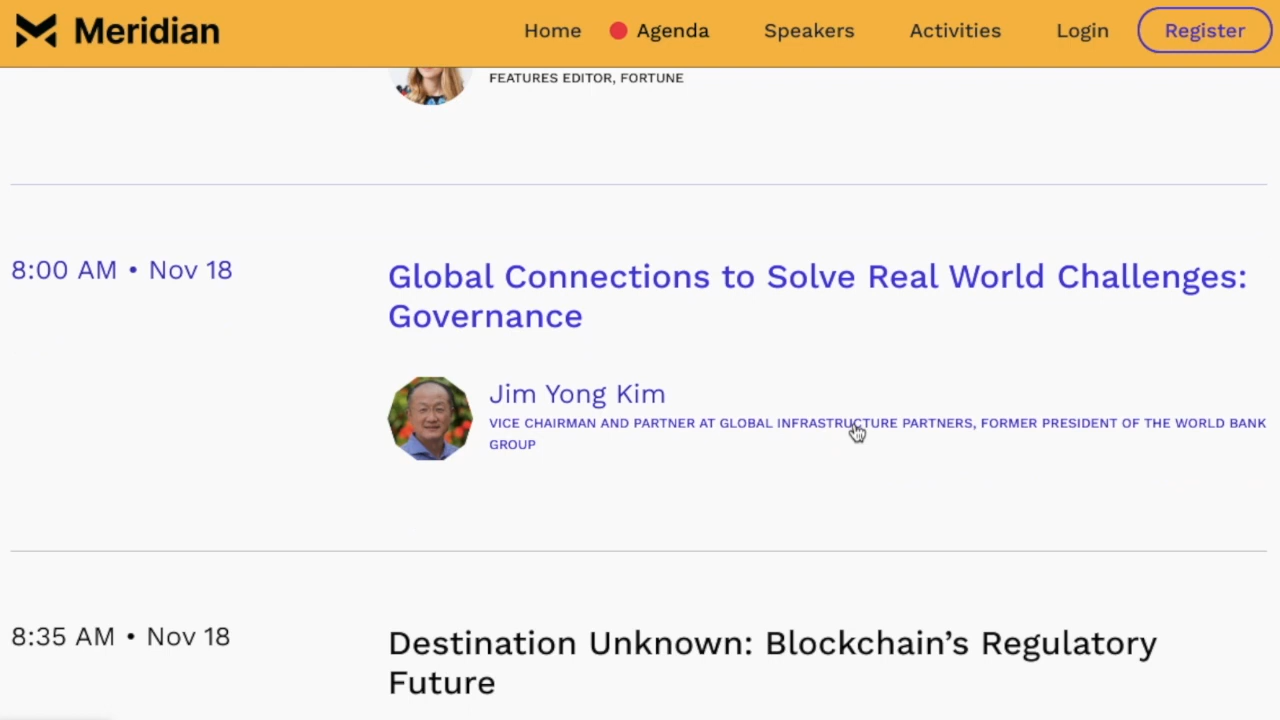 Meridian
Home
Agenda
Speakers
Activities
Login
Register
FEATURES EDITOR, FORTUNE
8:00 AM • Nov 18
Global Connections to Solve Real World Challenges:
Governance
Jim Yong Kim
VICE CHAIRMAN AND PARTNER AT GLOBAL INFRASTRUCTURE PARTNERS, FORMER PRESIDENT OF THE WORLD BANK
GROUP
8:35 AM • Nov 18
Destination Unknown: Blockchain’s Regulatory
Future